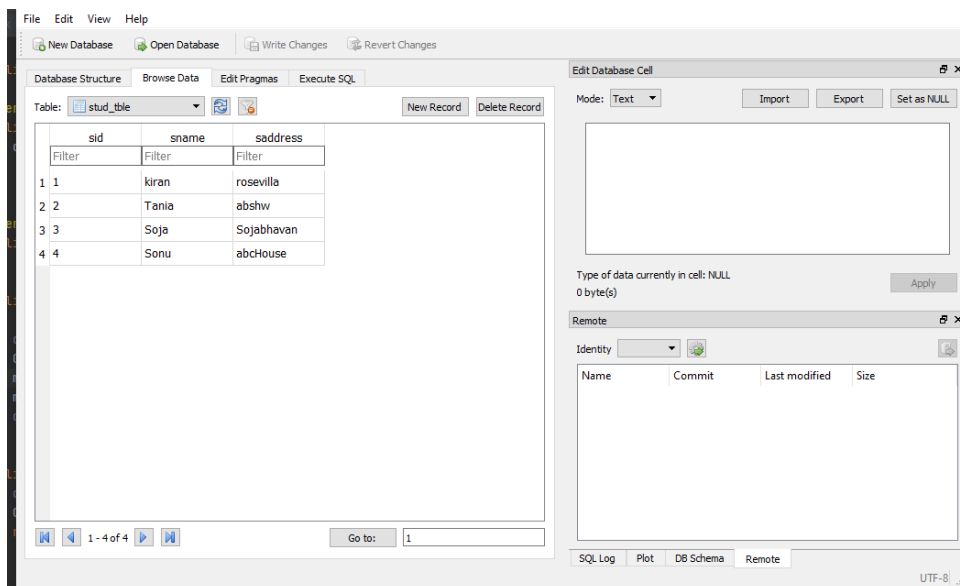 File Edit View Help
New Database Open Database Write Changes Revert Changes
Database Structure Browse Data Edit Pragmas Execute SQL
Table: stud_tble New Record Delete Record
sid sname saddress
Filter Filter Filter
1 1 kiran rosevilla
2 2 Tania abshw
3 3 Soja Sojabhavan
4 4 Sonu abcHouse
1 - 4 of 4 Go to: 1
Edit Database Cell
Mode: Text Import Export Set as NULL
Type of data currently in cell: NULL
0 byte(s)
Apply
Remote
Identity
Name Commit Last modified Size
SQL Log Plot DB Schema Remote
UTF-8